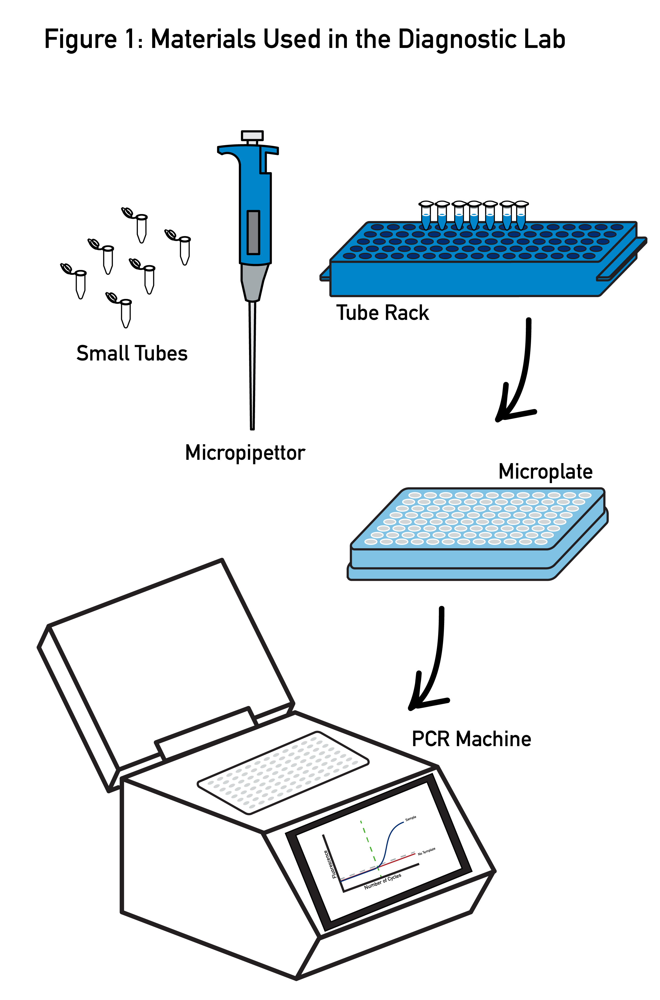 Figure 1: Materials Used in the Diagnostic Lab
Small Tubes
Micropipettor
Tube Rack
Microplate
PCR Machine
Fluorescence
Sample
No Template
Number of Cycles